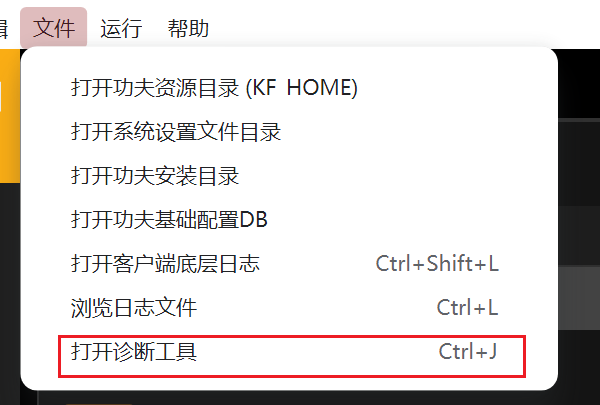 文件 运行 帮助
打开功夫资源目录 (KF HOME)
打开系统设置文件目录
打开功夫安装目录
打开功夫基础配置DB
打开客户端底层日志 Ctrl+Shift+L
浏览日志文件 Ctrl+L
打开诊断工具 Ctrl+J